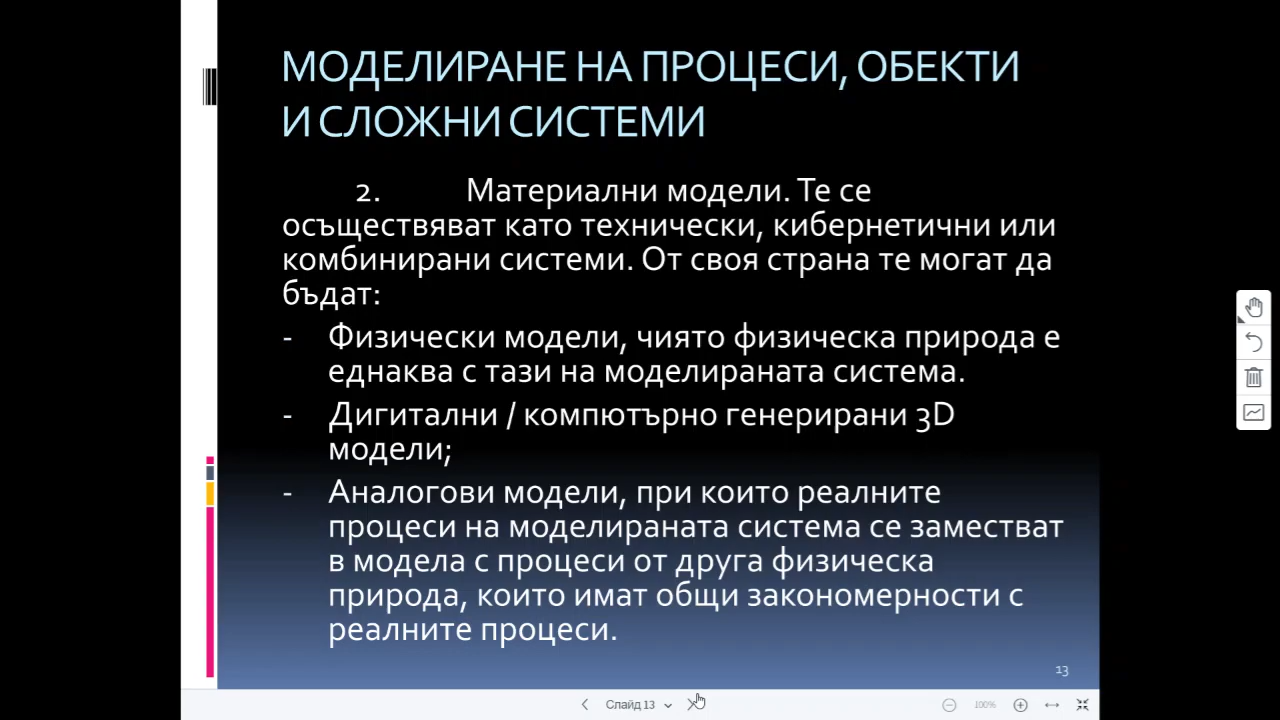 МОДЕЛИРАНЕ НА ПРОЦЕСИ, ОБЕКТИ
И СЛОЖНИ СИСТЕМИ
2. Материални модели. Те се
осъществяват като технически, кибернетични или
комбинирани системи. От своя страна те могат да
бъдат:
- Физически модели, чиято физическа природа е
еднаква с тази на моделираната система.
- Дигитални / компютърно генерирани 3D
модели;
- Аналогови модели, при които реалните
процеси на моделираната система се заместват
в модела с процеси от друга физическа
природа, които имат общи закономерности с
реалните процеси.
13
Слайд 13
100%